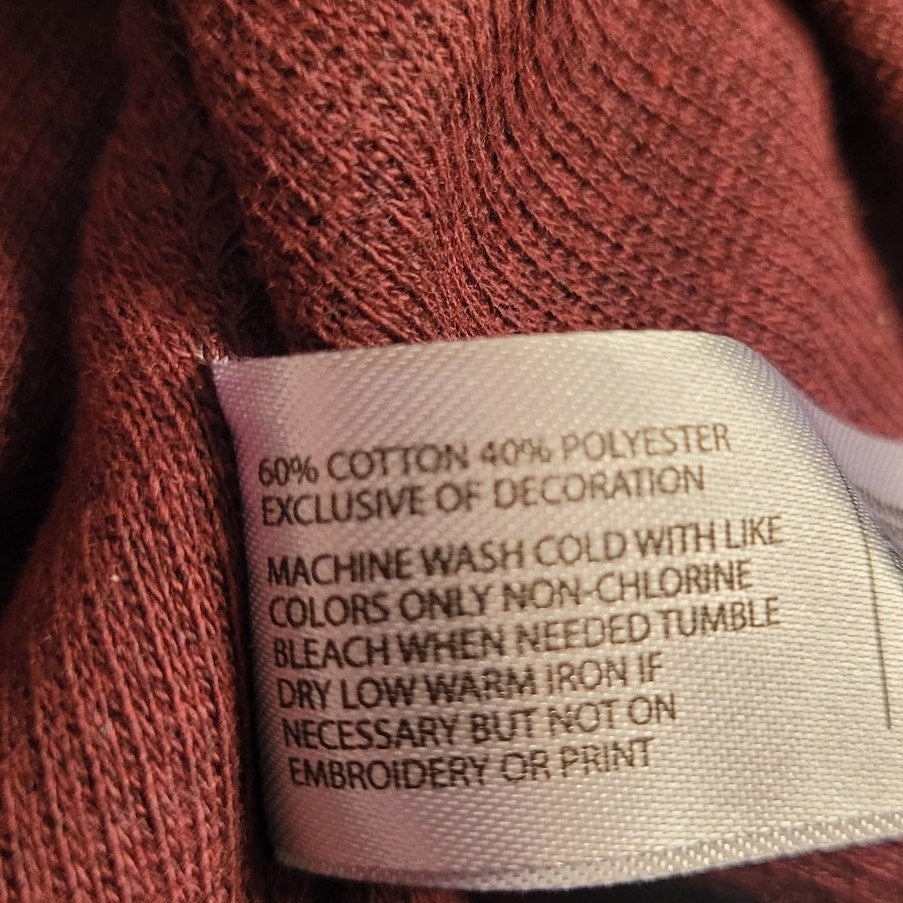 60% COTTON 40% POLYESTER
EXCLUSIVE OF DECORATION
MACHINE WASH COLD WITH LIKE
COLORS ONLY NON-CHLORINE
BLEACH WHEN NEEDED TUMBLE
DRY LOW WARM IRON IF
NECESSARY BUT NOT ON
EMBROIDERY OR PRINT